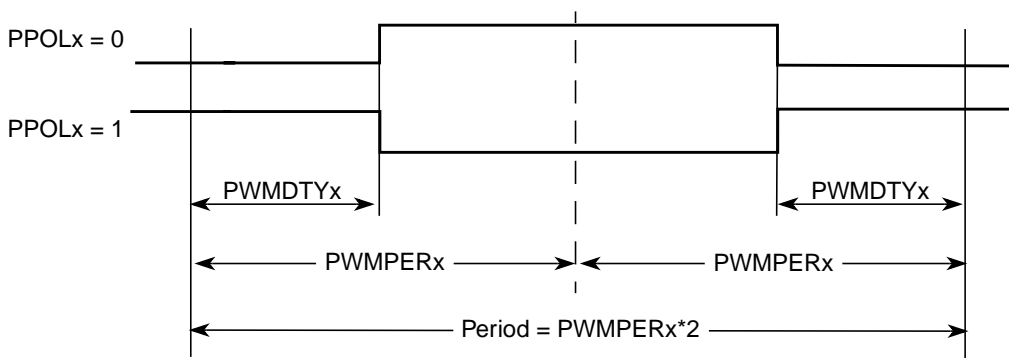 PPOLx = 0
PPOLx = 1
PWMDTYx
PWMDTYx
PWMPERx
PWMPERx
Period = PWMPERx*2